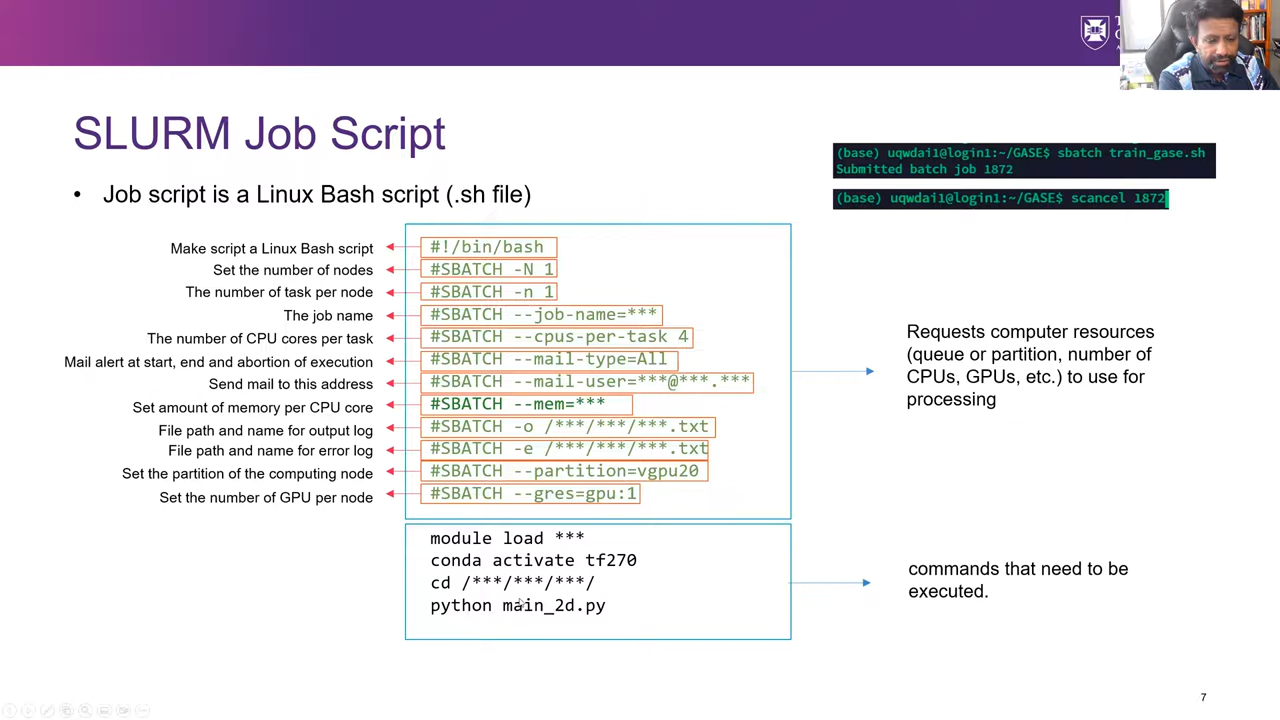 SLURM Job Script
• Job script is a Linux Bash script (.sh file)
(base) uqwdai1@login1:~/GASE$ sbatch train_gase.sh
Submitted batch job 1872
(base) uqwdai1@login1:~/GASE$ scancel 1872
Make script a Linux Bash script
#!/bin/bash
Set the number of nodes
#SBATCH -N 1
The number of task per node
#SBATCH -n 1
The job name
#SBATCH --job-name=***
The number of CPU cores per task
#SBATCH --cpus-per-task 4
Mail alert at start, end and abortion of execution
#SBATCH --mail-type=All
Send mail to this address
#SBATCH --mail-user=***@***.***
Set amount of memory per CPU core
#SBATCH --mem=***
File path and name for output log
#SBATCH -o /***/***/***.txt
File path and name for error log
#SBATCH -e /***/***/***.txt
Set the partition of the computing node
#SBATCH --partition=vgpu20
Set the number of GPU per node
#SBATCH --gres=gpu:1
Requests computer resources
(queue or partition, number of
CPUs, GPUs, etc.) to use for
processing
module load ***
conda activate tf270
cd /***/***/***/
python main_2d.py
commands that need to be
executed.
7